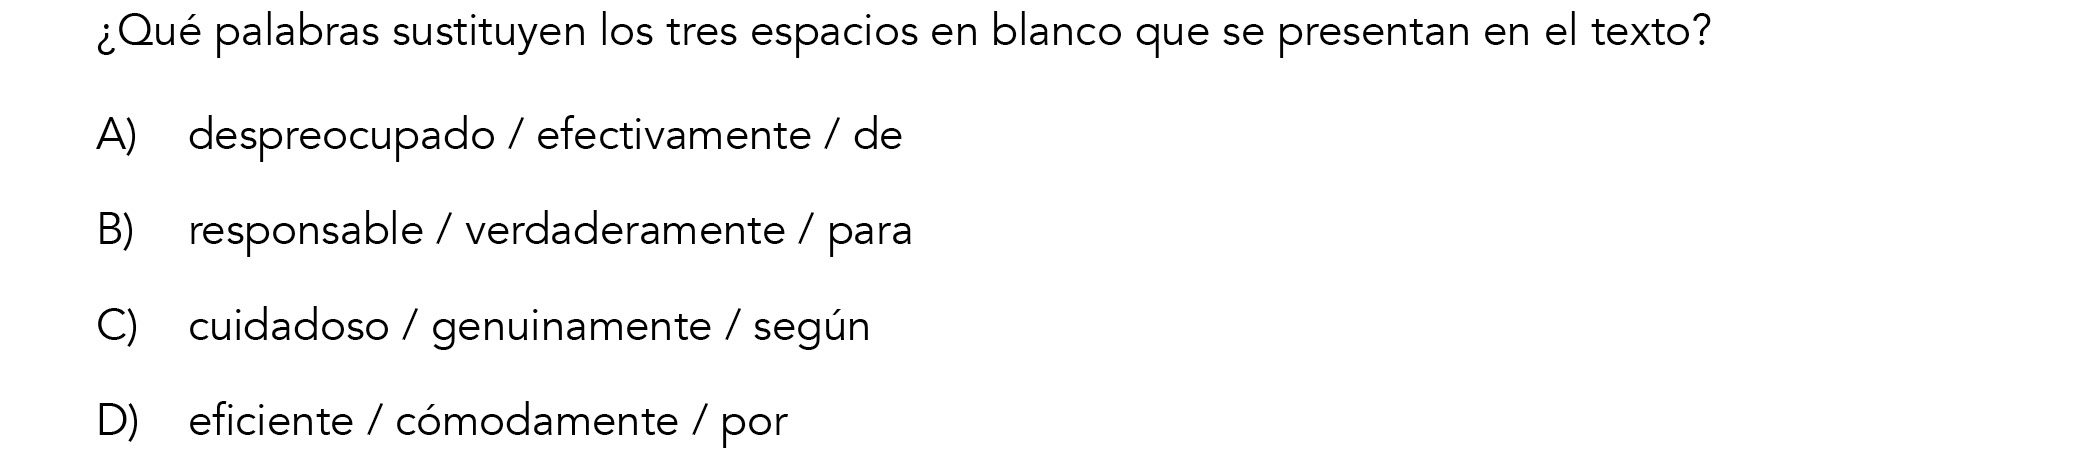 ¿Qué palabras sustituyen los tres espacios en blanco que se presentan en el texto?
A) despreocupado / efectivamente / de
B) responsable / verdaderamente / para
C) cuidadoso / genuinamente / según
D) eficiente / cómodamente / por